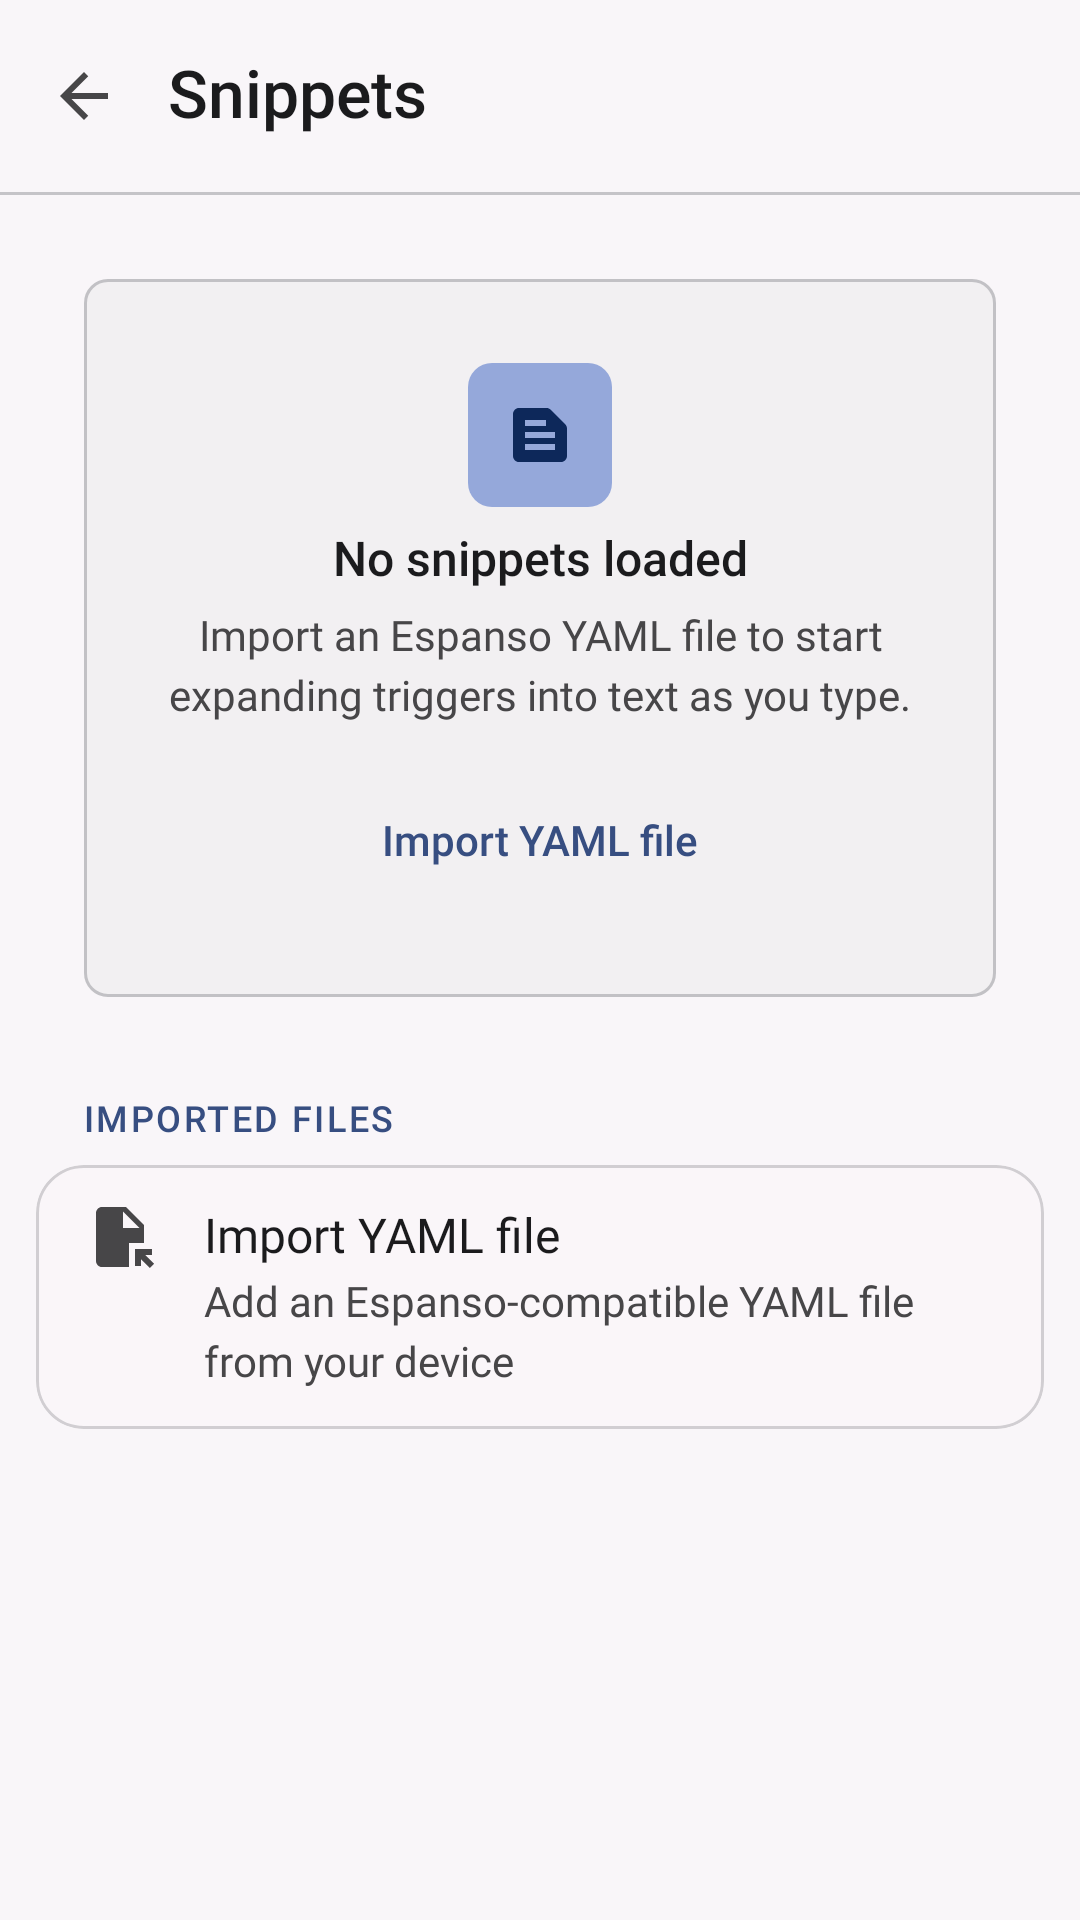 Snippets
No snippets loaded
Import an Espanso YAML file to start
expanding triggers into text as you type.
Import YAML file
IMPORTED FILES
Import YAML file
Add an Espanso-compatible YAML file
from your device